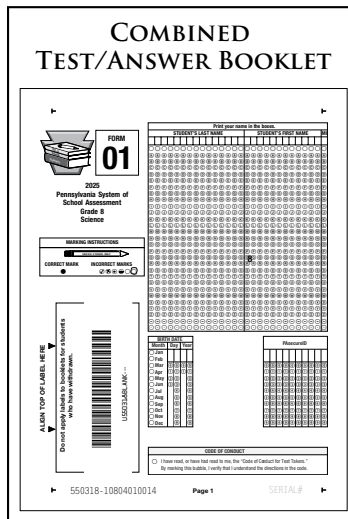 COMBINED
TEST/ANSWER BOOKLET
Print your name in the boxes.
STUDENT'S LAST NAME
STUDENT'S FIRST NAME
MI
FORM
01
2025
Pennsylvania System of
School Assessment
Grade 8
Science
MARKING INSTRUCTIONS
CORRECT MARK
INCORRECT MARKS
8
ALIGN TOP OF LABEL HERE
Do not apply labels to booklets for students
who have withdrawn.
BIRTH DATE
Month Day Year
Jan
Feb
Mar
Apr
May
Jun
Jul
Aug
Sep
Oct
Nov
Dec
PAsecureID
CODE OF CONDUCT
I have read, or have had read to me, the "Code of Conduct for Test Takers."
By marking this bubble, I verify that I understand the directions in the code.
550318-10804010014
Page 1
SERIAL#